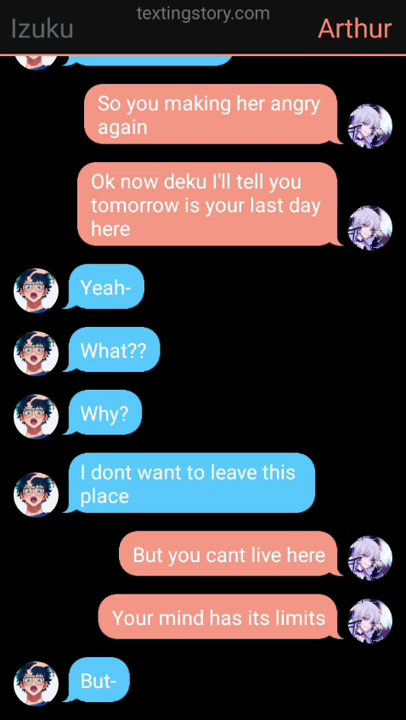 textingstory.com
Izuku
Arthur
So you making her angry
again
Ok now deku I'll tell you
tomorrow is your last day
here
Yeah-
What??
Why?
I dont want to leave this
place
But you cant live here
Your mind has its limits
But-